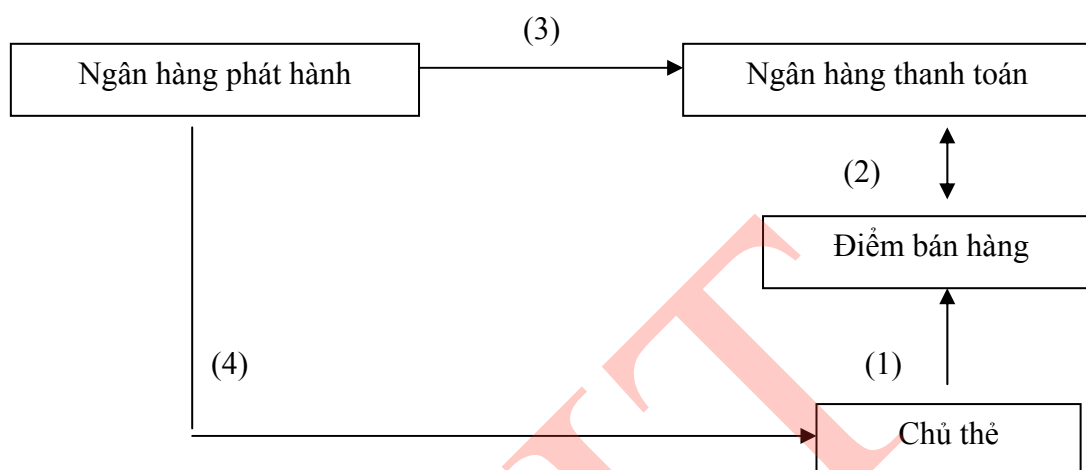 (3)
Ngân hàng phát hành
Ngân hàng thanh toán
(2)
Điểm bán hàng
(4)
(1)
Chủ thẻ